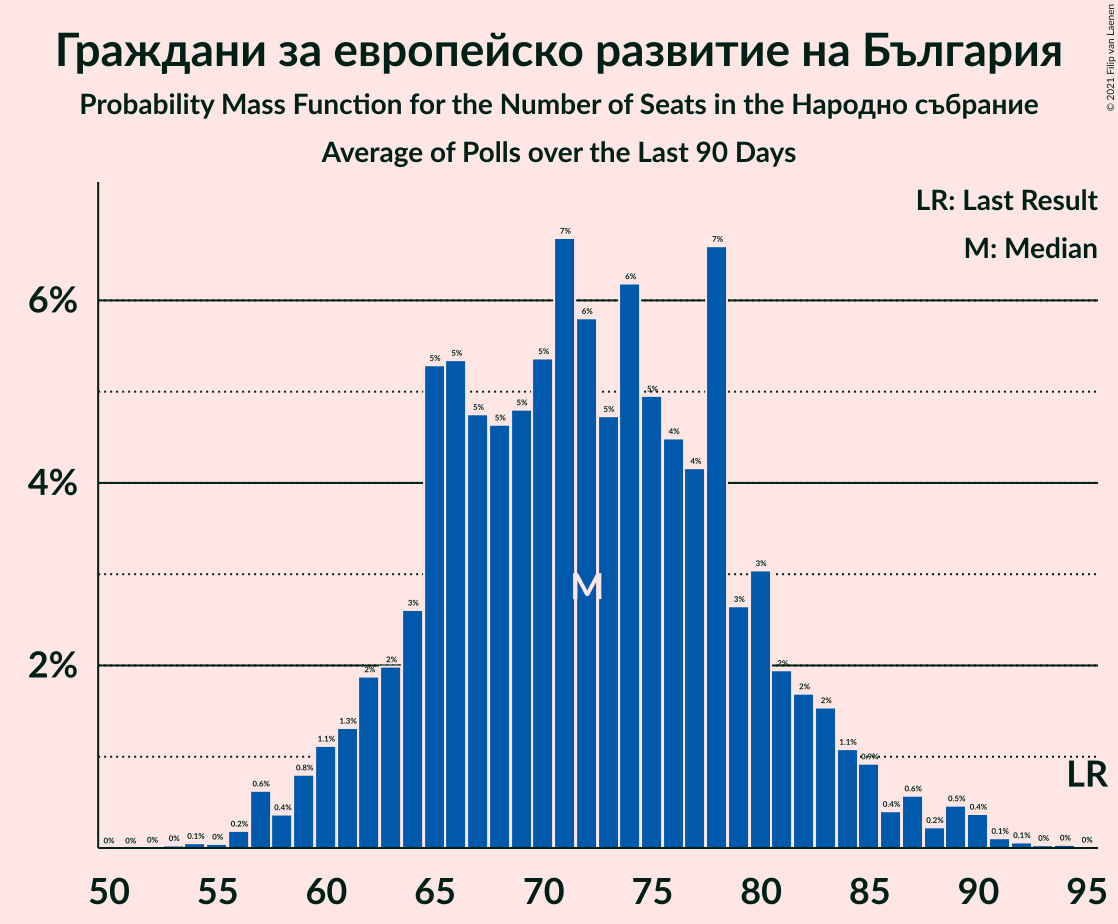 Граждани за европейско развитие на България
Probability Mass Function for the Number of Seats in the Народно събрание
Average of Polls over the Last 90 Days
© 2021 Filip van Laenen
LR: Last Result
M: Median
6%
4%
2%
0% 0% 0% 0% 0.1% 0% 0.2% 0.6% 0.4% 0.8% 1.1% 1.3% 2% 2% 3% 5% 5% 5% 5% 5% 5% 7% 6% 5% 6% 5% 4% 4% 7% 3% 3% 2% 2% 2% 1.1% 0.9% 0.4% 0.6% 0.2% 0.5% 0.4% 0.1% 0.1% 0% 0% 0%
M
LR
50 55 60 65 70 75 80 85 90 95